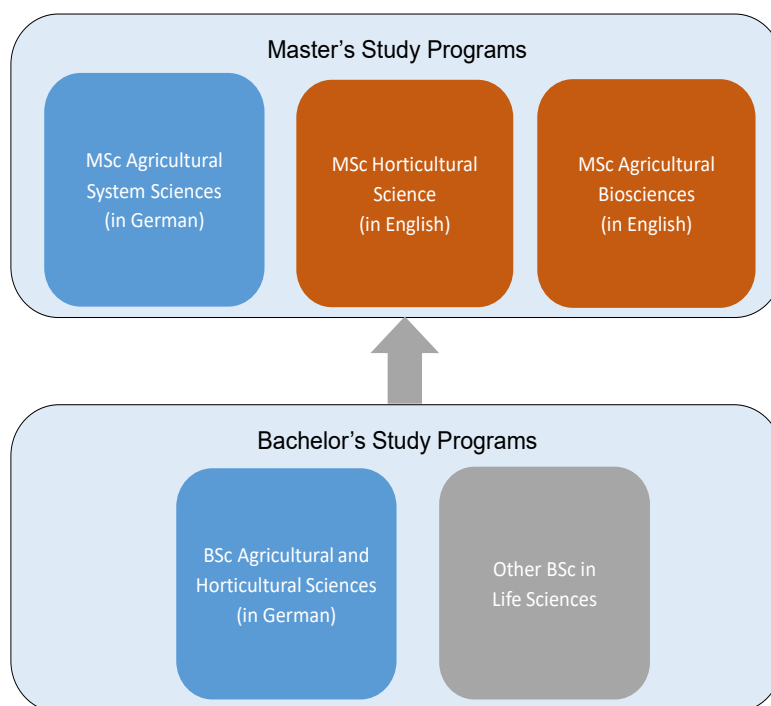 Master’s Study Programs
MSc Agricultural
System Sciences
(in German)
MSc Horticultural
Science
(in English)
MSc Agricultural
Biosciences
(in English)
Bachelor’s Study Programs
BSc Agricultural and
Horticultural Sciences
(in German)
Other BSc in
Life Sciences